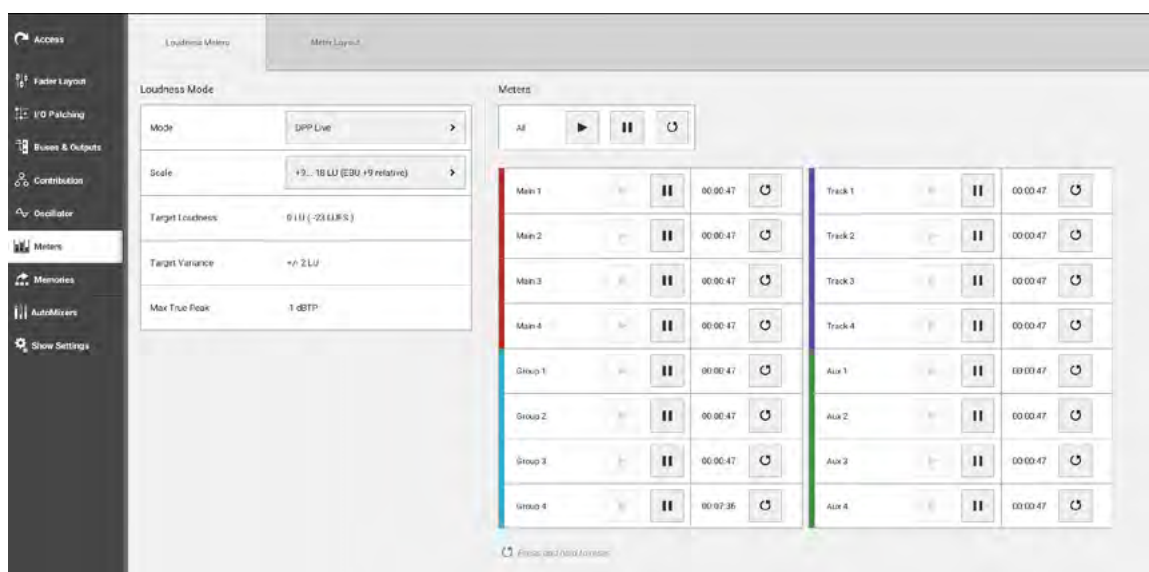 Access
Fader Layout
I/O Patching
Buses & Outputs
Contribution
Oscillator
Meters
Memories
AutoMixers
Show Settings
Loudness Meters
Meter Layout
Loudness Mode
Mode
DPP Live
Scale
+9... 18 LU (EBU +9 relative)
Target Loudness
0 LU ( -23 LUFS )
Target Variance
+/- 2 LU
Max True Peak
-1 dBTP
Meters
All
Main 1
00:00:47
Track 1
00:00:47
Main 2
00:00:47
Track 2
00:00:47
Main 3
00:00:47
Track 3
00:00:47
Main 4
00:00:47
Track 4
00:00:47
Group 1
00:00:47
Aux 1
00:00:47
Group 2
00:00:47
Aux 2
00:00:47
Group 3
00:00:47
Aux 3
00:00:47
Group 4
00:07:36
Aux 4
00:00:47
Press and hold to reset